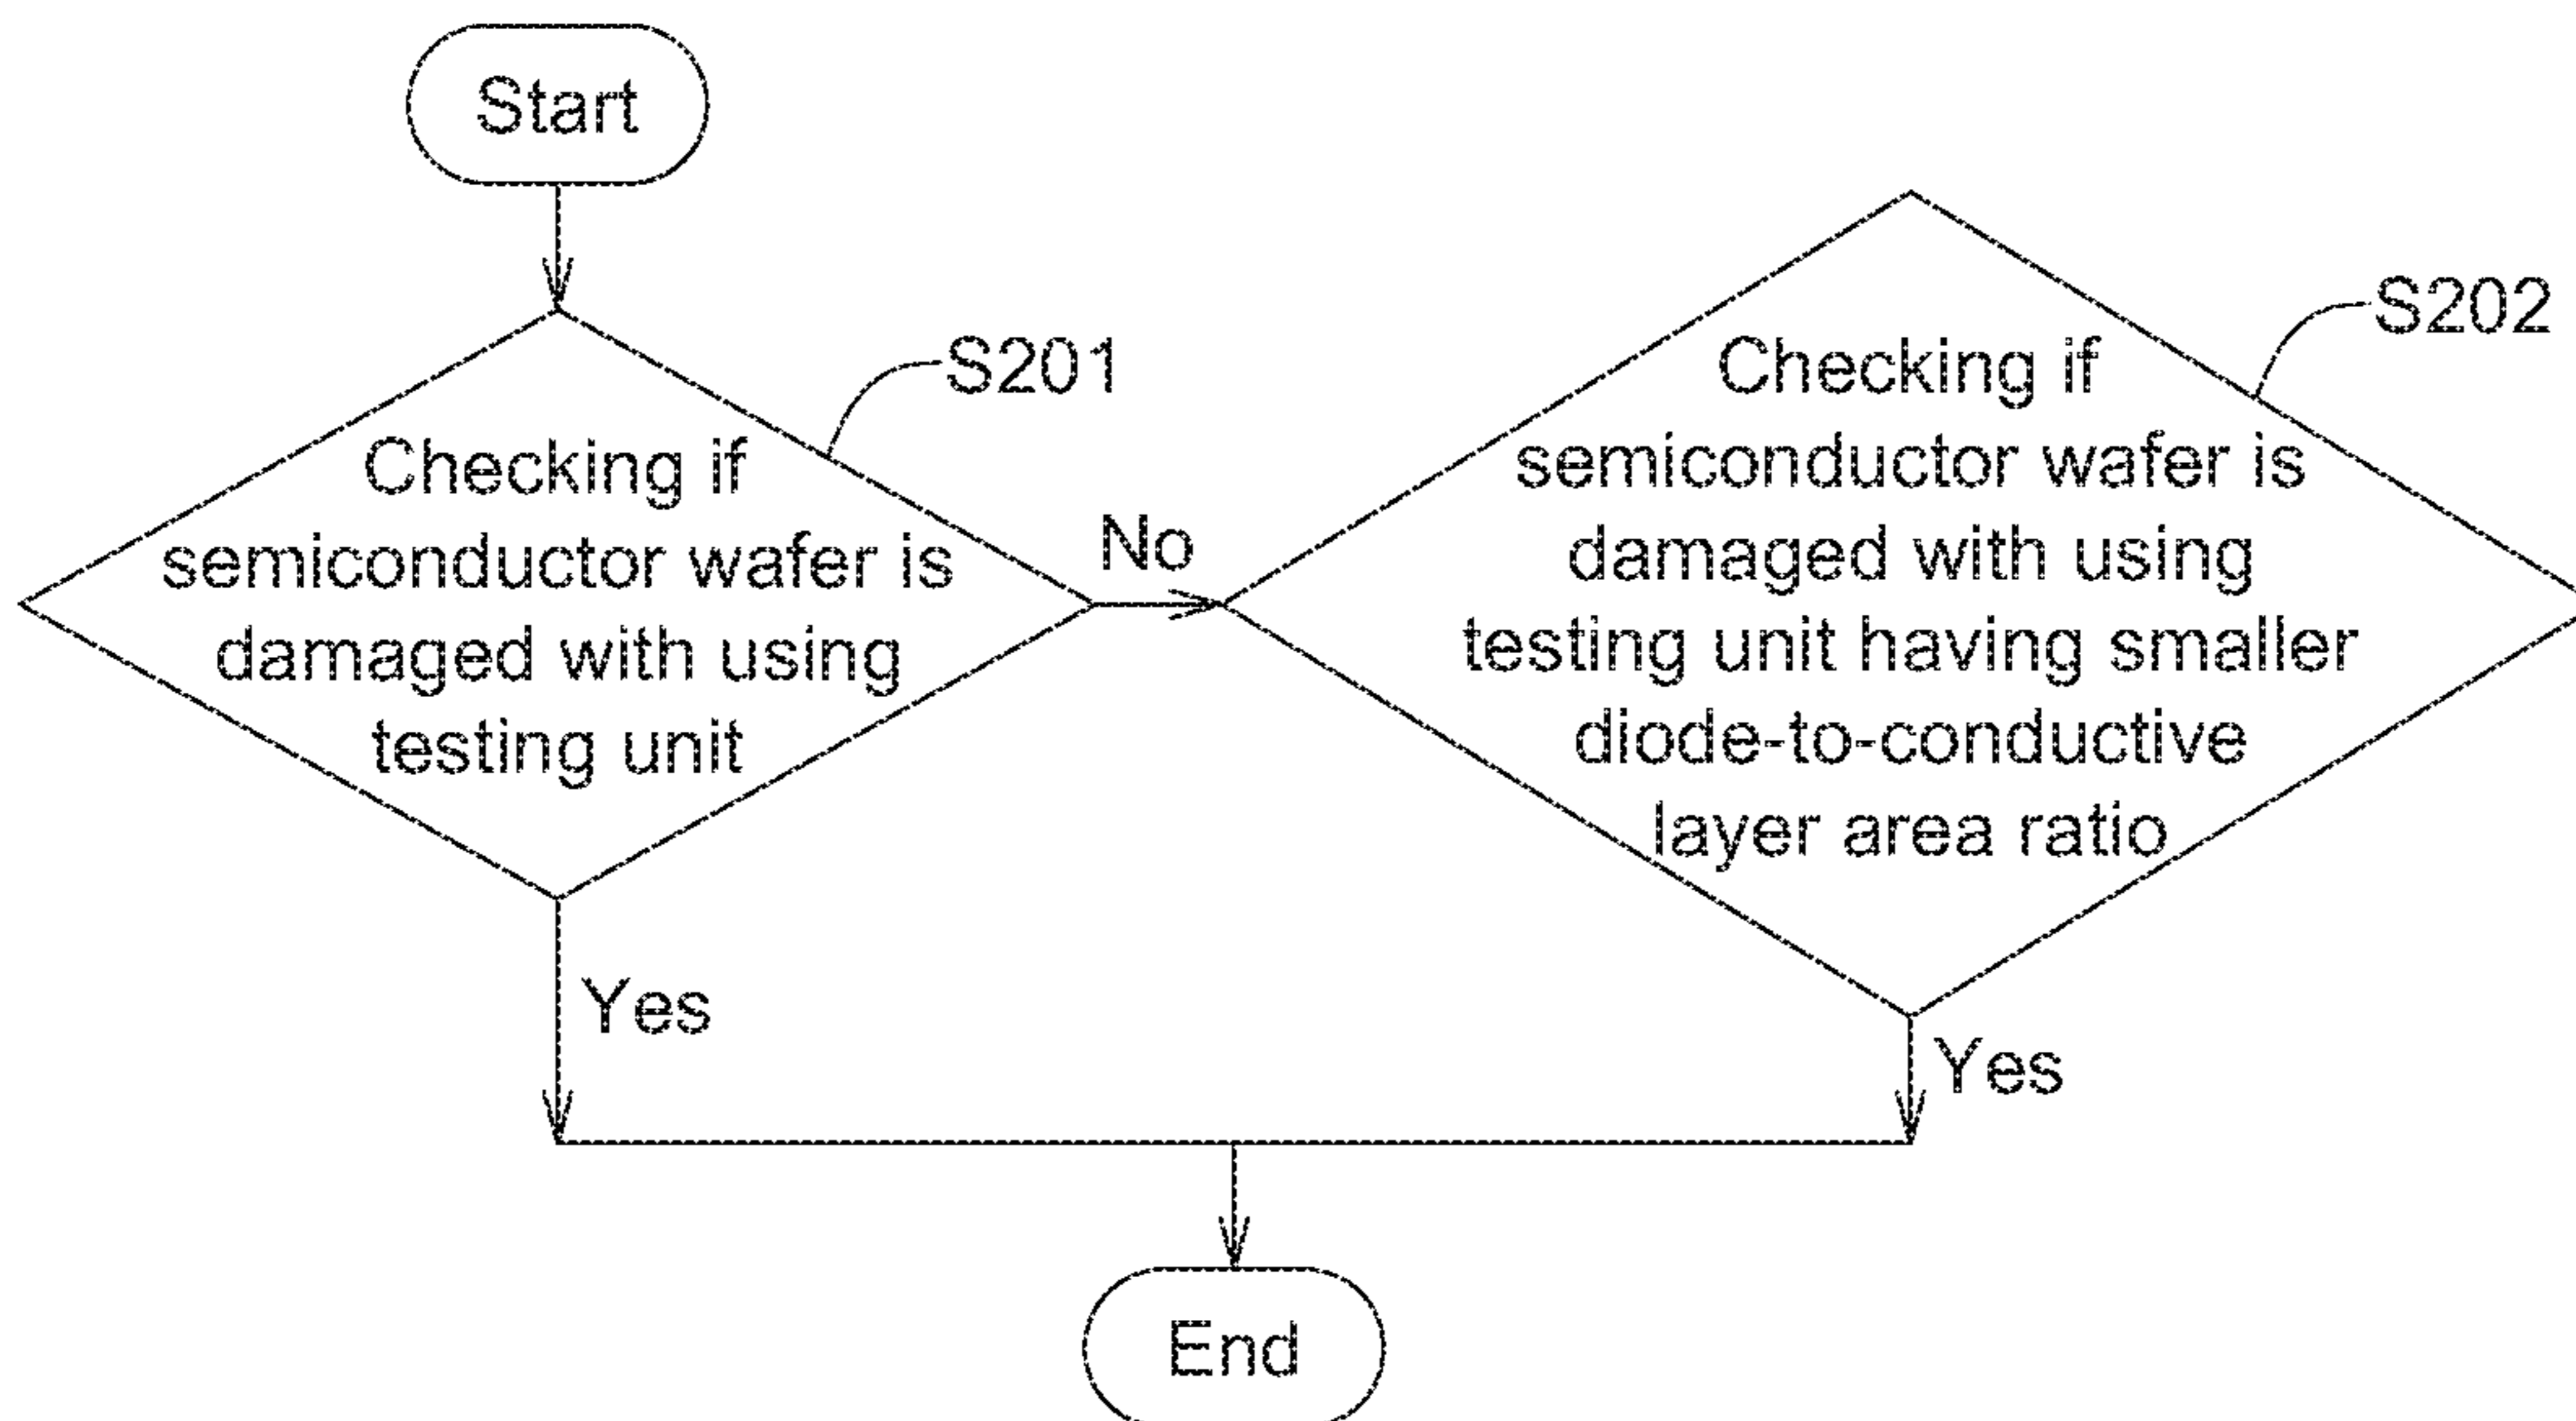 Start
S201
Checking if
semiconductor wafer is
damaged with using
testing unit
No
S202
Checking if
semiconductor wafer is
damaged with using
testing unit having smaller
diode-to-conductive
layer area ratio
Yes
Yes
End